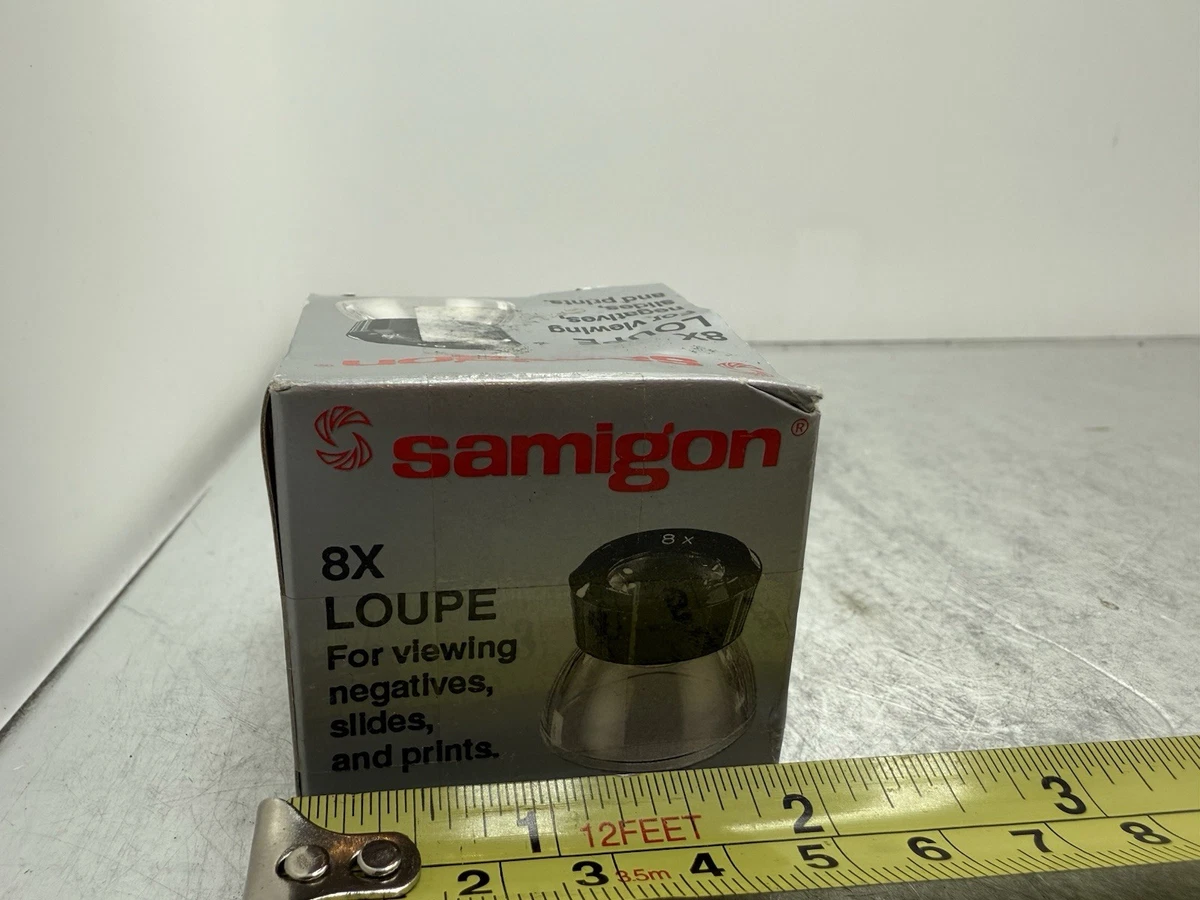 and prints.
slides,
negatives,
For viewing
LOUPE
8X
samigon ®
8X
LOUPE
For viewing
negatives,
slides,
and prints.
8x
1 12FEET 2 3
2 3 3.5m 4 5 6 7 8